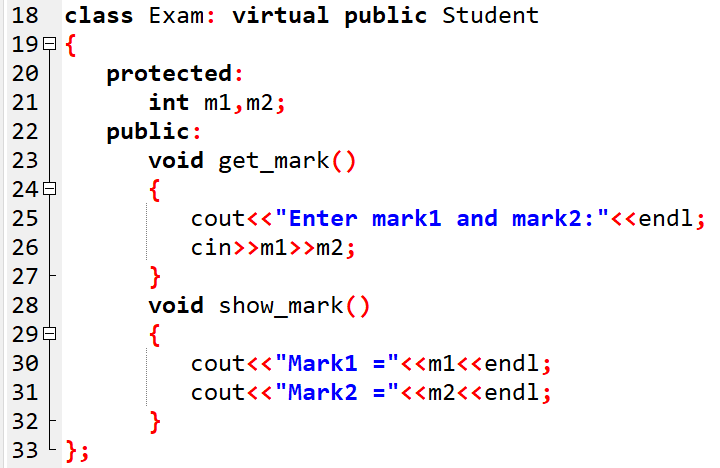 18 class Exam: virtual public Student
19 {
20 protected:
21 int m1,m2;
22 public:
23 void get_mark()
24 {
25 cout<<"Enter mark1 and mark2:"<<endl;
26 cin>>m1>>m2;
27 }
28 void show_mark()
29 {
30 cout<<"Mark1 ="<<m1<<endl;
31 cout<<"Mark2 ="<<m2<<endl;
32 }
33 };